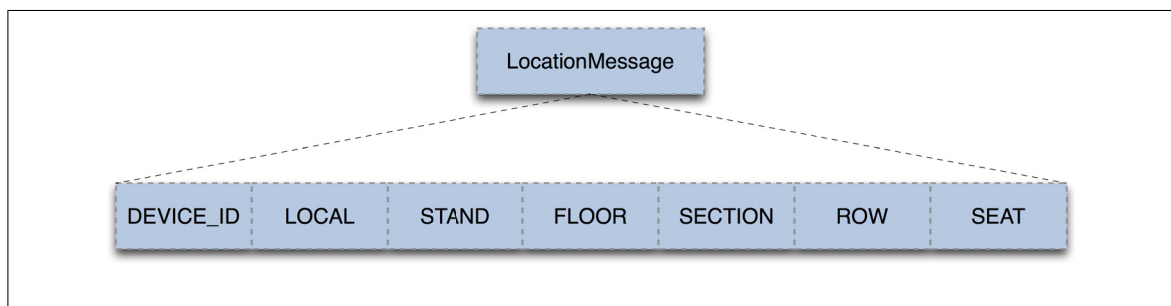 LocationMessage
DEVICE_ID LOCAL STAND FLOOR SECTION ROW SEAT